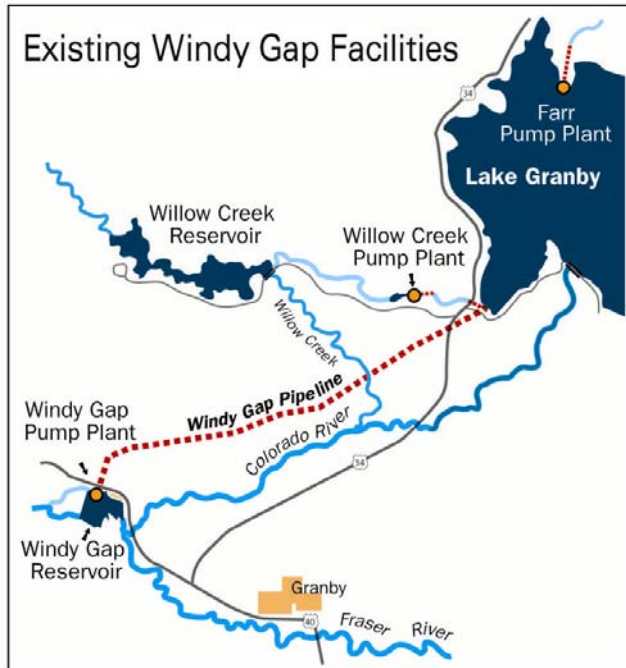 Existing Windy Gap Facilities
34
Farr
Pump Plant
Lake Granby
Willow Creek
Reservoir
Willow Creek
Pump Plant
Willow Creek
Windy Gap Pipeline
Windy Gap
Pump Plant
Colorado River
34
Windy Gap
Reservoir
Granby
40
Fraser River